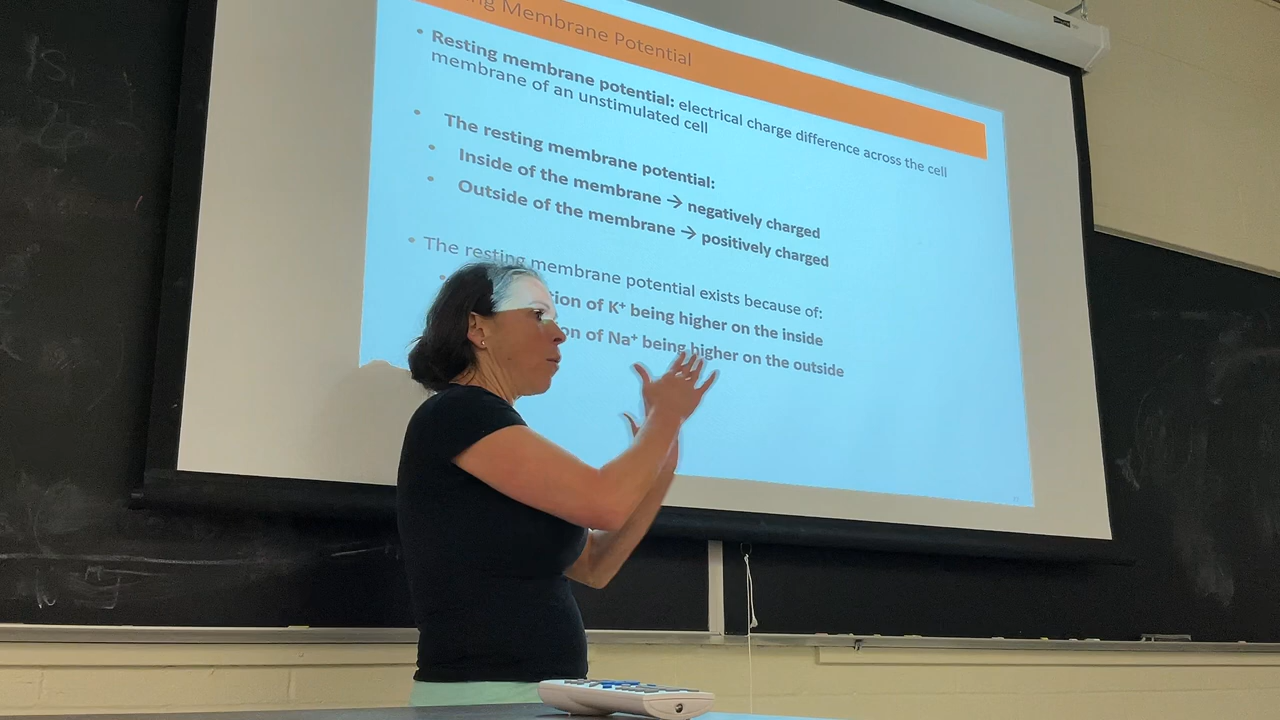 Membrane Potential
• Resting membrane potential: electrical charge difference across the cell
membrane of an unstimulated cell
• The resting membrane potential:
• Inside of the membrane → negatively charged
• Outside of the membrane → positively charged
• The resting membrane potential exists because of:
• of K⁺ being higher on the inside
of Na⁺ being higher on the outside